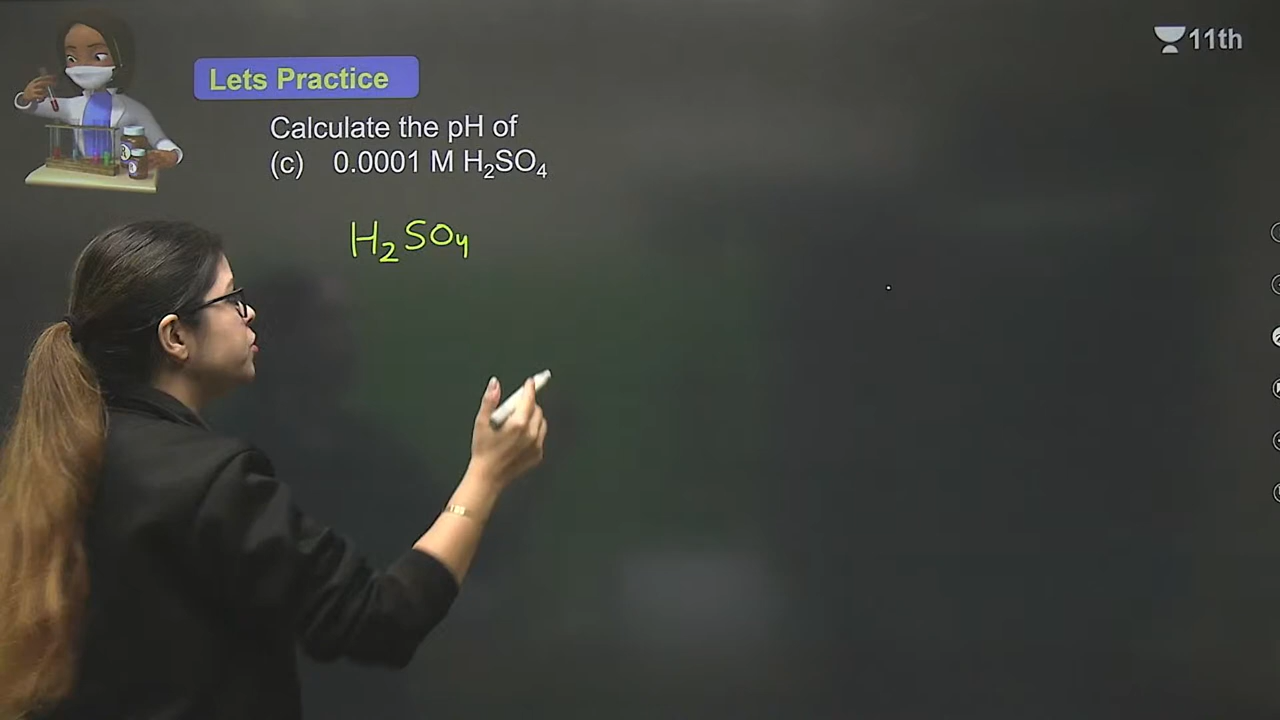 11th
Lets Practice
Calculate the pH of
(c) 0.0001 M H₂SO₄
H₂SO₄